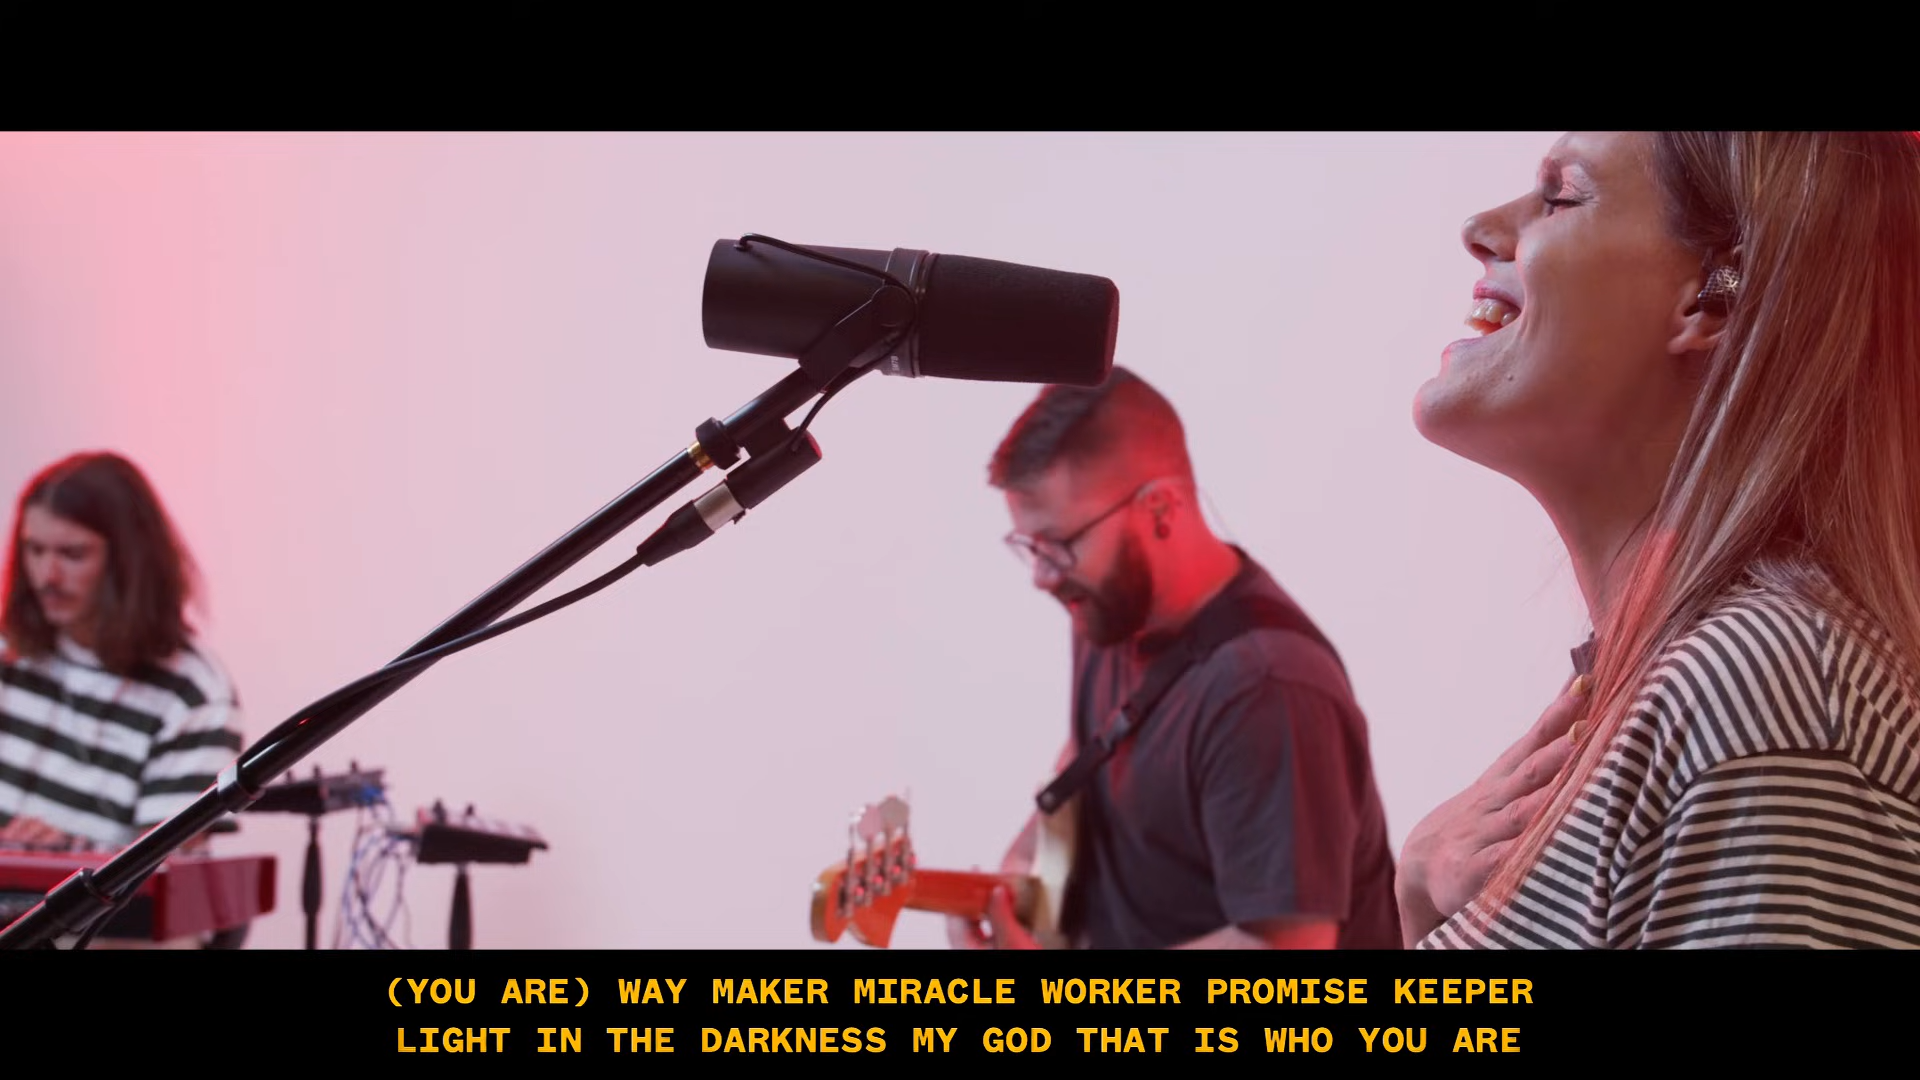 (YOU ARE) WAY MAKER MIRACLE WORKER PROMISE KEEPER
LIGHT IN THE DARKNESS MY GOD THAT IS WHO YOU ARE